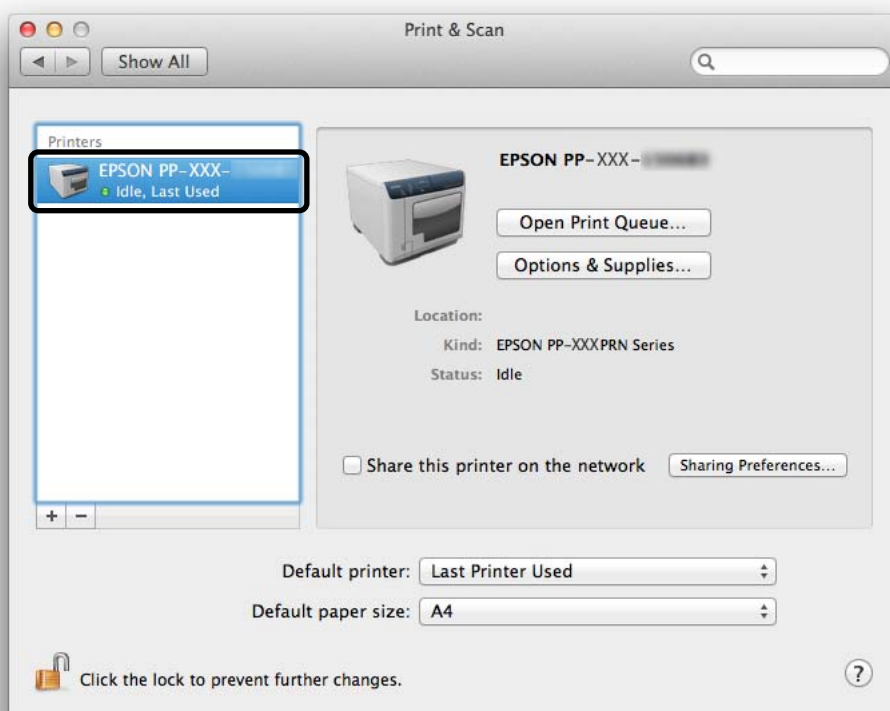 Print & Scan
Show All
Printers
EPSON PP-XXX-
Idle, Last Used
+ −
EPSON PP-XXX-
Open Print Queue...
Options & Supplies...
Location:
Kind: EPSON PP-XXXPRN Series
Status: Idle
Share this printer on the network Sharing Preferences...
Default printer: Last Printer Used
Default paper size: A4
Click the lock to prevent further changes. ?